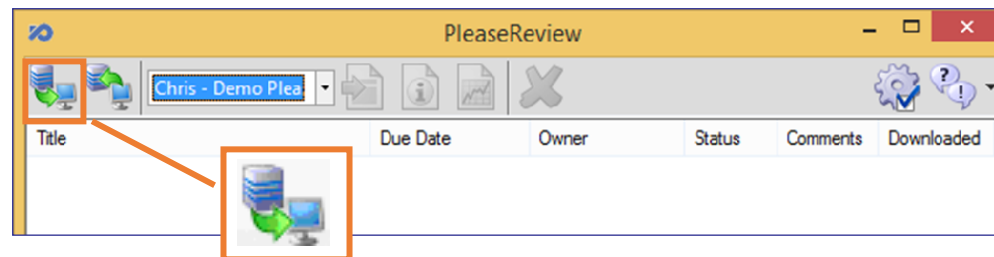 PleaseReview
Chris - Demo Plea
Title Due Date Owner Status Comments Downloaded